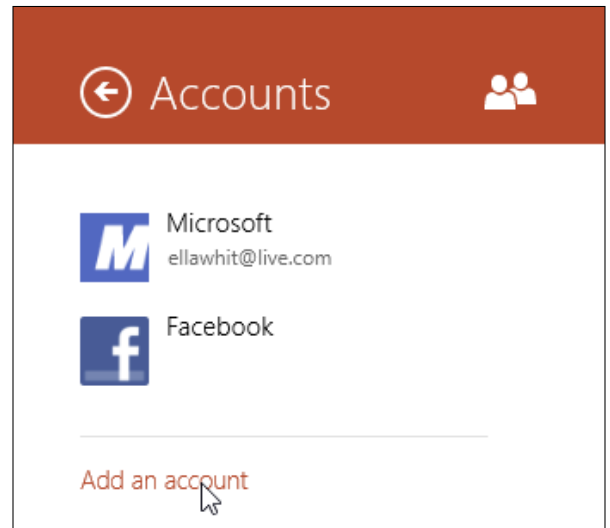 Accounts
M
Microsoft
ellawhit@live.com
f
Facebook
Add an account